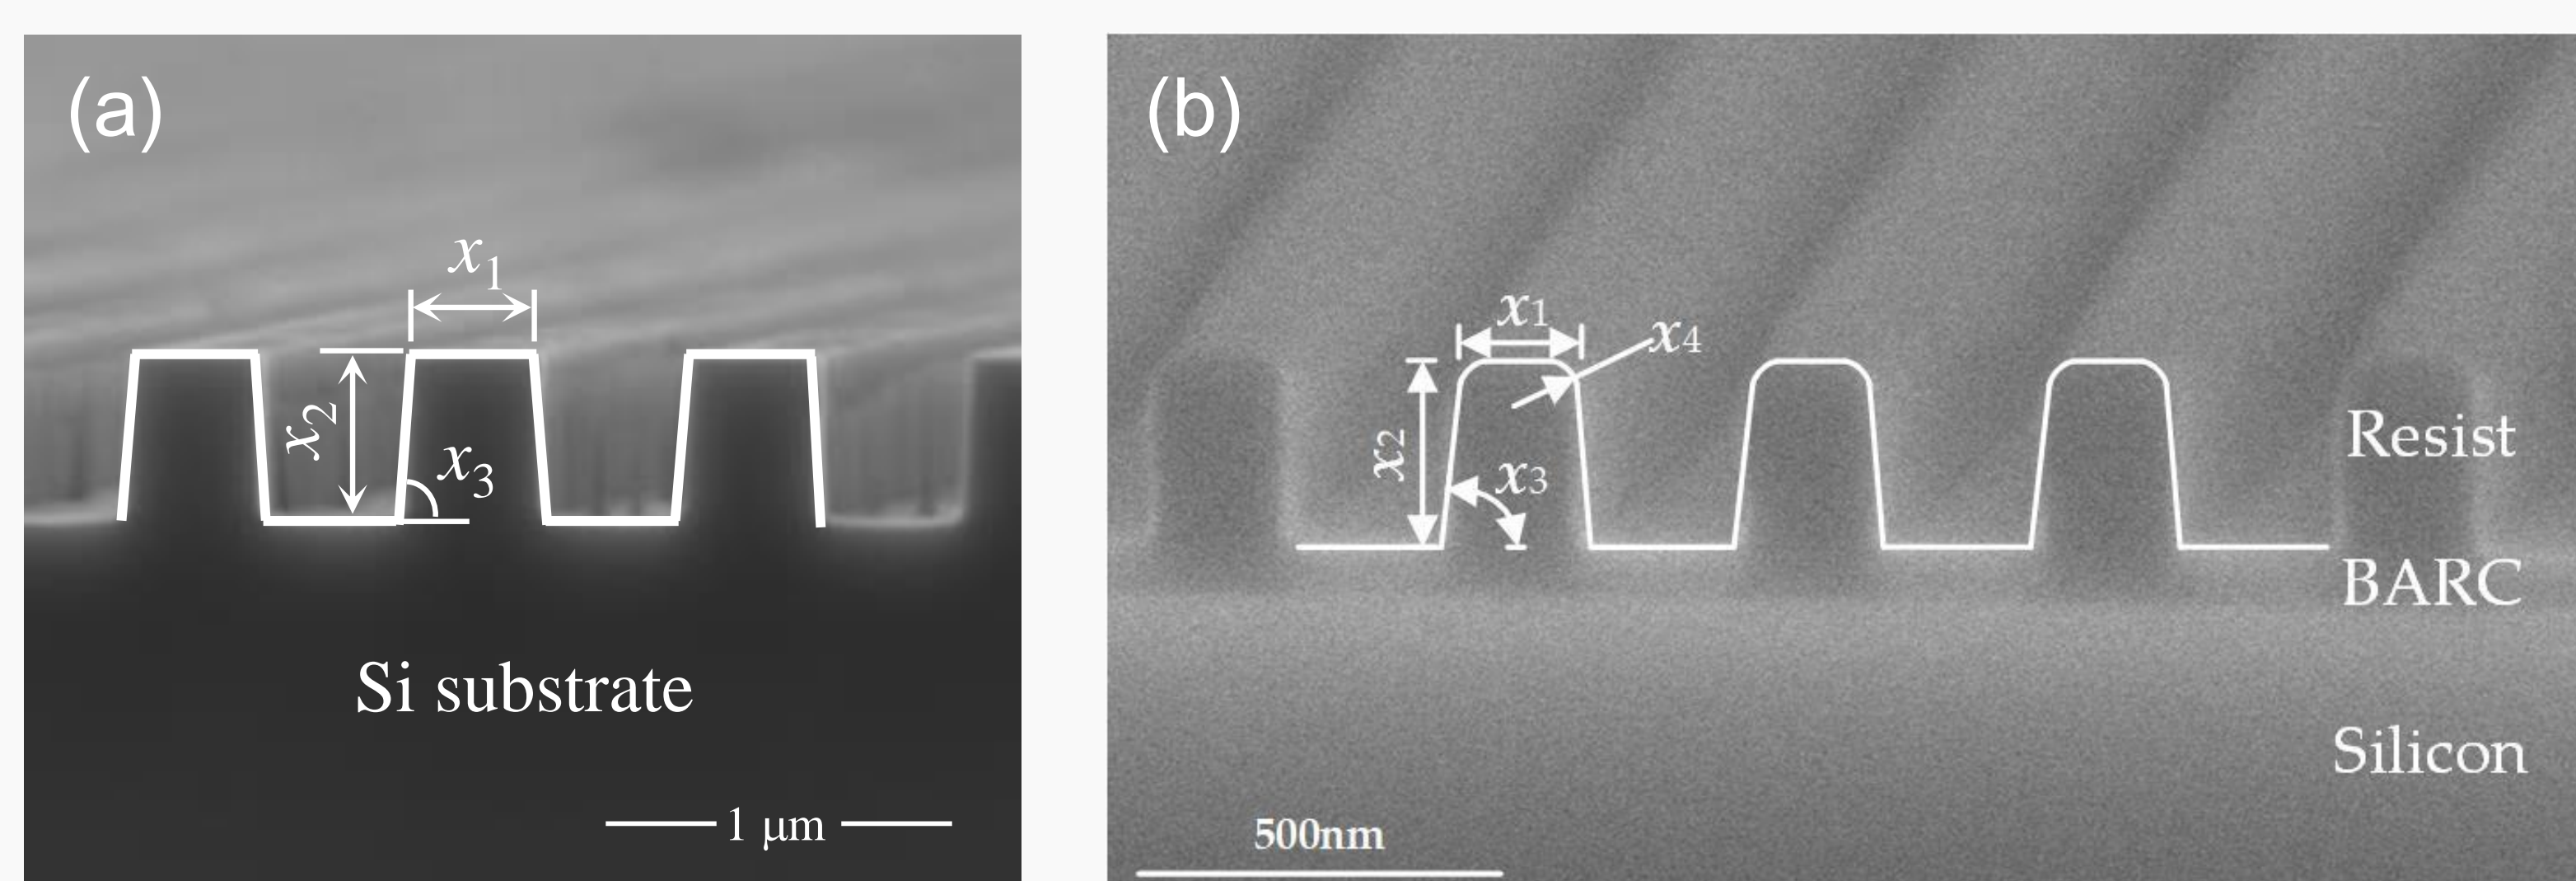 (a)
x1
x2
x3
Si substrate
1 μm
(b)
x1
x4
x2
x3
Resist
BARC
Silicon
500nm